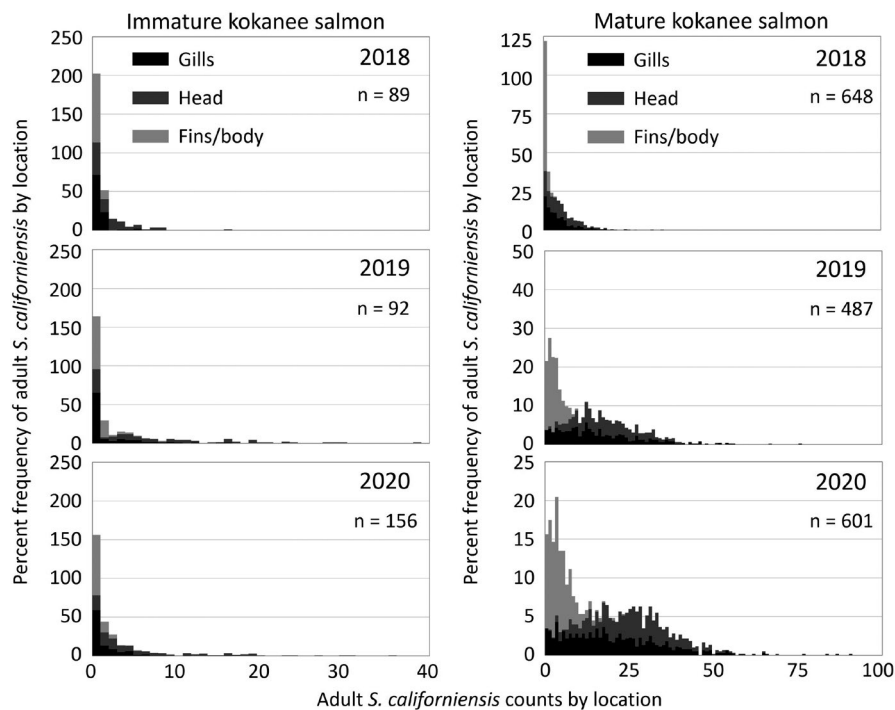 Immature kokanee salmon
Mature kokanee salmon
Percent frequency of adult S. californiensis by location
250
200
150
100
50
0
Gills
Head
Fins/body
2018
n = 89
250
200
150
100
50
0
2019
n = 92
250
200
150
100
50
0
2020
n = 156
0 10 20 30 40
Percent frequency of adult S. californiensis by location
125
100
75
50
25
0
Gills
Head
Fins/body
2018
n = 648
50
40
30
20
10
0
2019
n = 487
25
20
15
10
5
0
2020
n = 601
0 25 50 75 100
Adult S. californiensis counts by location